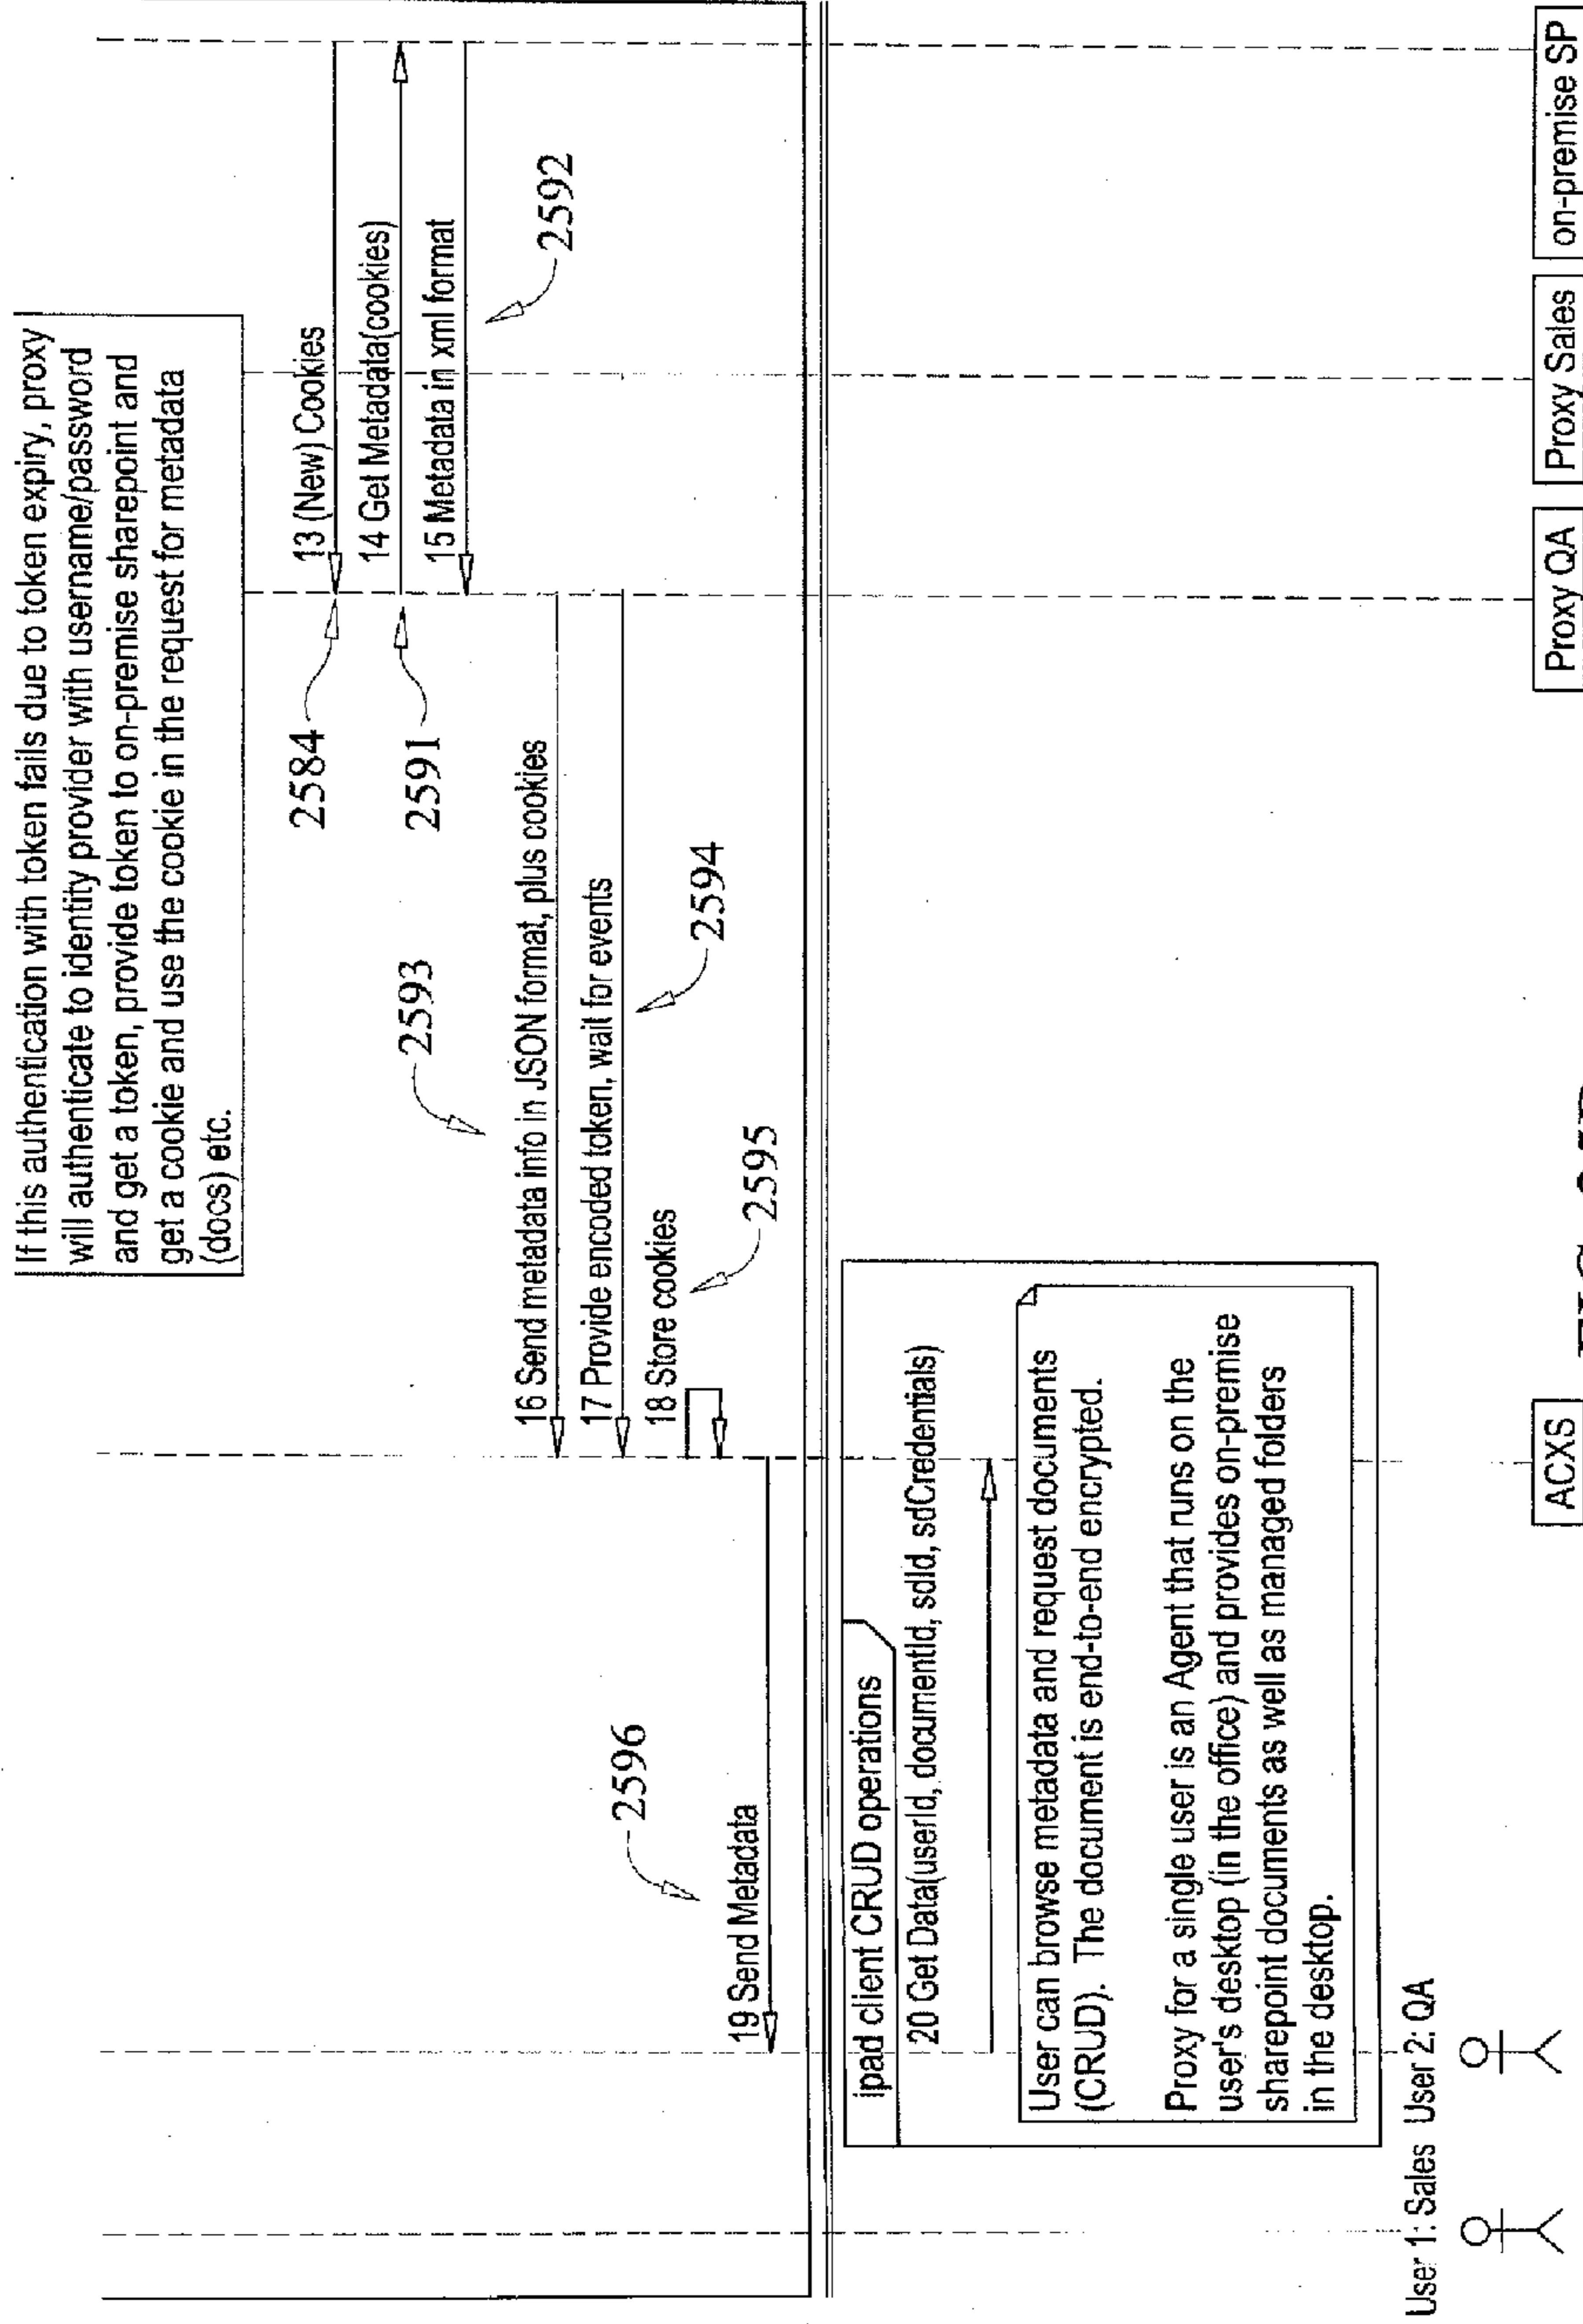 If this authentication with token fails due to token expiry, proxy
will authenticate to identity provider with username/password
and get a token, provide token to on-premise sharepoint and
get a cookie and use the cookie in the request for metadata
(docs) etc.
13 (New) Cookies
2584
14 Get Metadata(cookies)
2591
15 Metadata in xml format
2592
2593
16 Send metadata info in JSON format, plus cookies
17 Provide encoded token, wait for events
2594
18 Store cookies
2595
2596
19 Send Metadata
ipad client CRUD operations
20 Get Data(userId, documentId, sdId, sdCredentials)
User can browse metadata and request documents
(CRUD). The document is end-to-end encrypted.
Proxy for a single user is an Agent that runs on the
user's desktop (in the office) and provides on-premise
sharepoint documents as well as managed folders
in the desktop.
User 1: Sales User 2: QA
ACXS
Proxy QA
Proxy Sales
on-premise SP